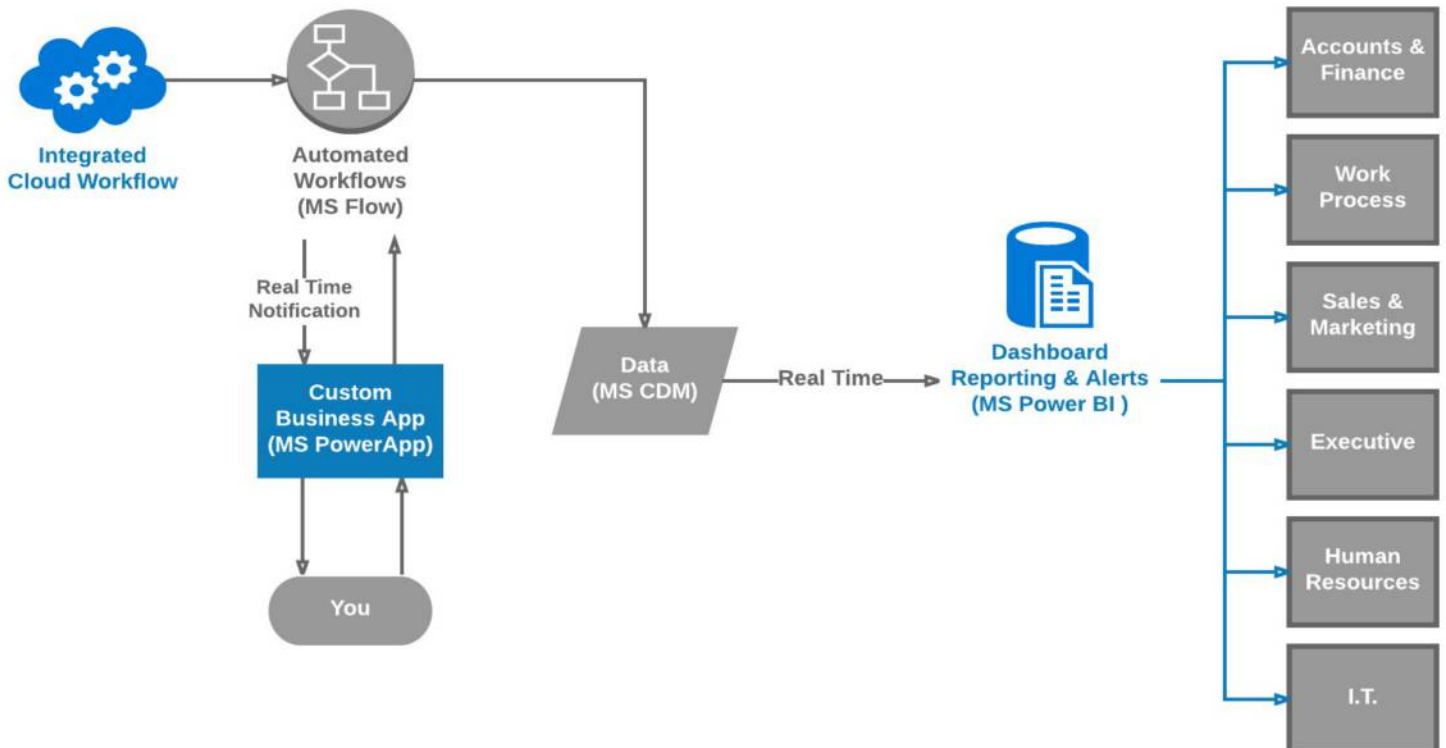 Integrated
Cloud Workflow
Automated
Workflows
(MS Flow)
Real Time
Notification
Custom
Business App
(MS PowerApp)
You
Data
(MS CDM)
Real Time
Dashboard
Reporting & Alerts
(MS Power BI )
Accounts &
Finance
Work
Process
Sales &
Marketing
Executive
Human
Resources
I.T.